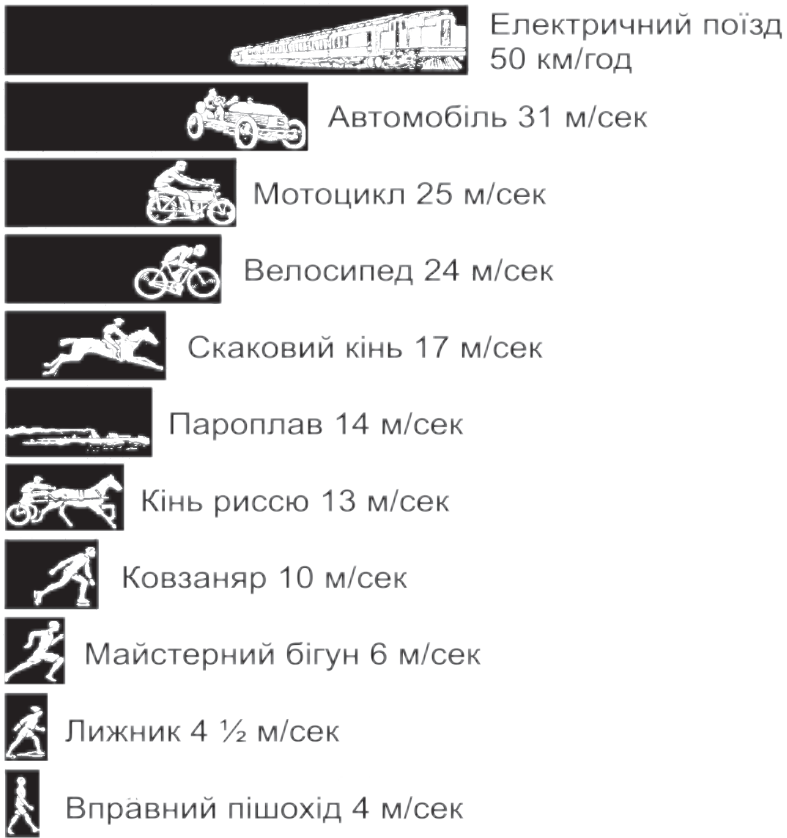 Електричний поїзд
50 км/год
Автомобіль 31 м/сек
Мотоцикл 25 м/сек
Велосипед 24 м/сек
Скаковий кінь 17 м/сек
Пароплав 14 м/сек
Кінь риссю 13 м/сек
Ковзаняр 10 м/сек
Майстерний бігун 6 м/сек
Лижник 4 ½ м/сек
Вправний пішохід 4 м/сек